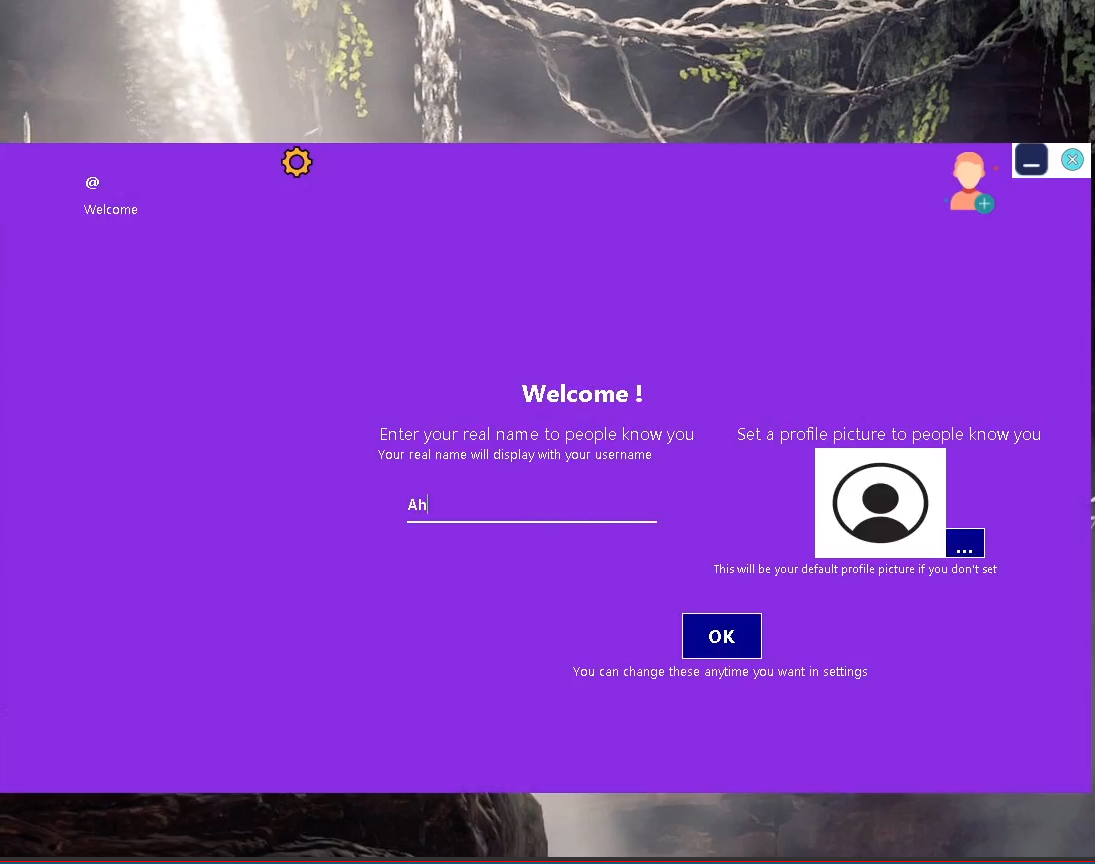 @
Welcome
Welcome !
Enter your real name to people know you
Your real name will display with your username
Ah
Set a profile picture to people know you
...
This will be your default profile picture if you don't set
OK
You can change these anytime you want in settings